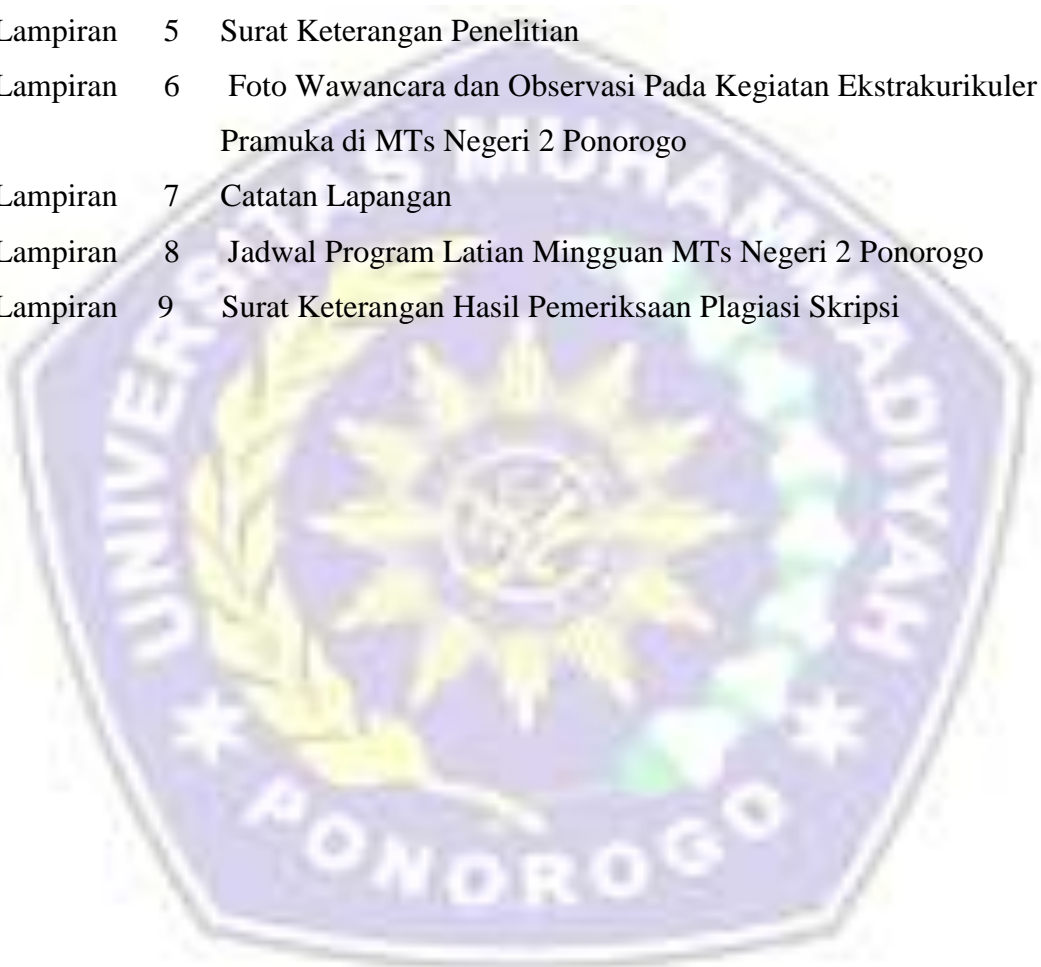 Lampiran 5 Surat Keterangan Penelitian
Lampiran 6 Foto Wawancara dan Observasi Pada Kegiatan Ekstrakurikuler
Pramuka di MTs Negeri 2 Ponorogo
Lampiran 7 Catatan Lapangan
Lampiran 8 Jadwal Program Latian Mingguan MTs Negeri 2 Ponorogo
Lampiran 9 Surat Keterangan Hasil Pemeriksaan Plagiasi Skripsi
UNIVERSITAS MUHAMMADIYAH
PONOROGO